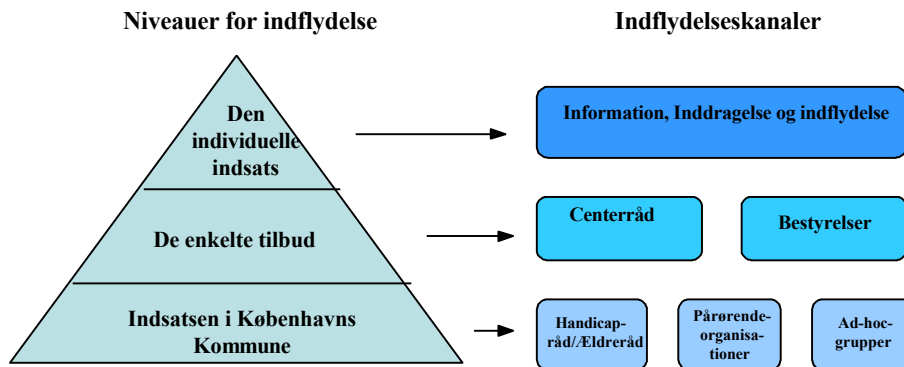 Niveauer for indflydelse
Indflydelseskanaler
Den
individuelle
indsats
Information, Inddragelse og indflydelse
De enkelte tilbud
Centerråd
Bestyrelser
Indsatsen i Københavns
Kommune
Handicap-
råd/Ældreråd
Pårørende-
organisa-
tioner
Ad-hoc-
grupper